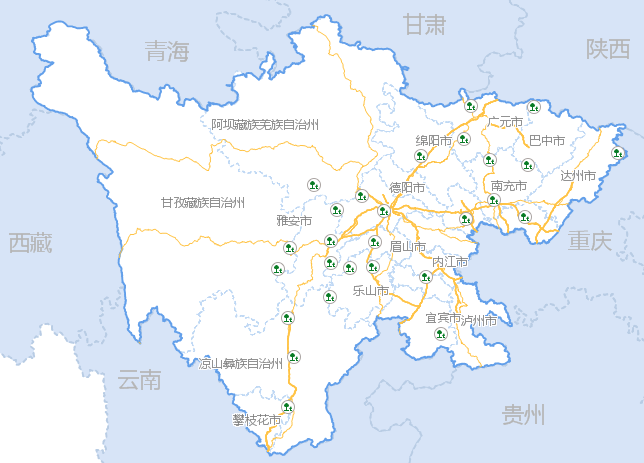 甘肃
青海
陕西
广元市
阿坝藏族羌族自治州
绵阳市
巴中市
达州市
德阳市
南充市
甘孜藏族自治州
雅安市
西藏
重庆
眉山市
内江市
乐山市
宜宾市
泸州市
凉山彝族自治州
云南
贵州
攀枝花市